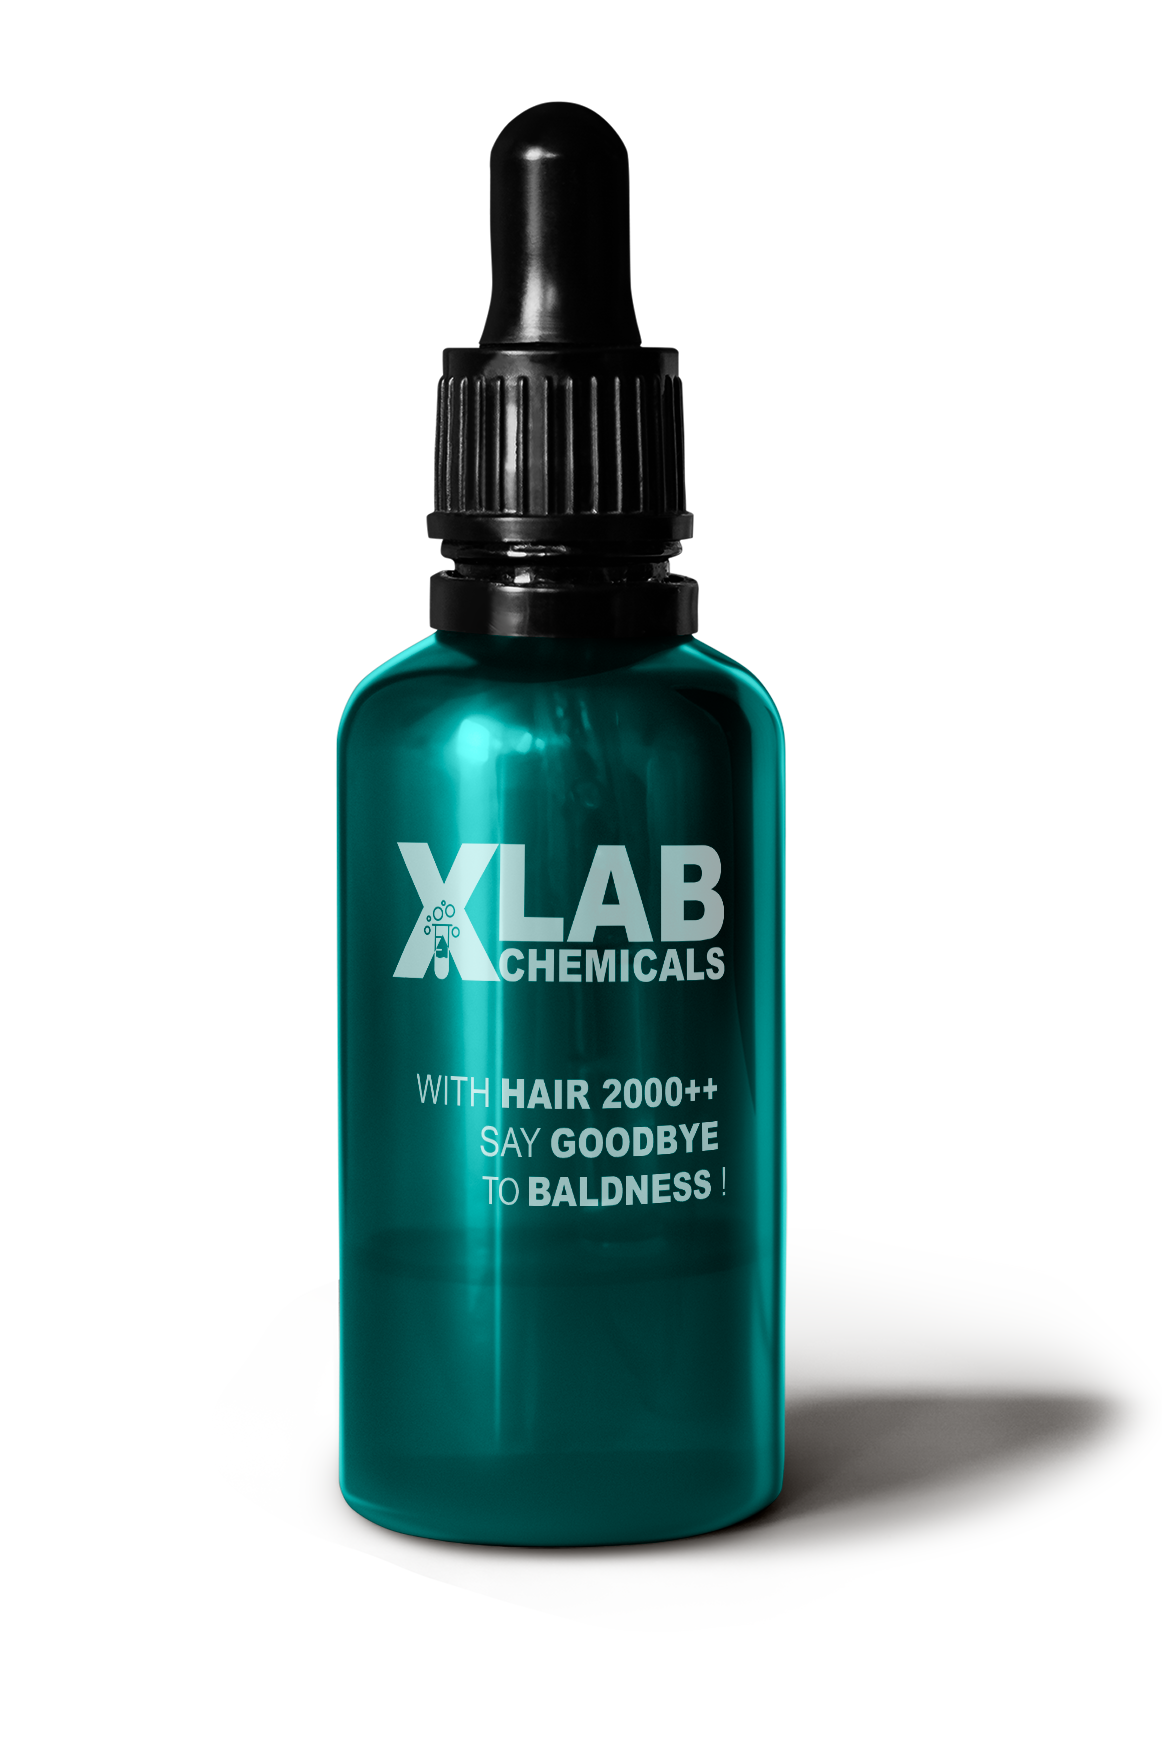 XLAB
CHEMICALS
WITH HAIR 2000++
SAY GOODBYE
TO BALDNESS !